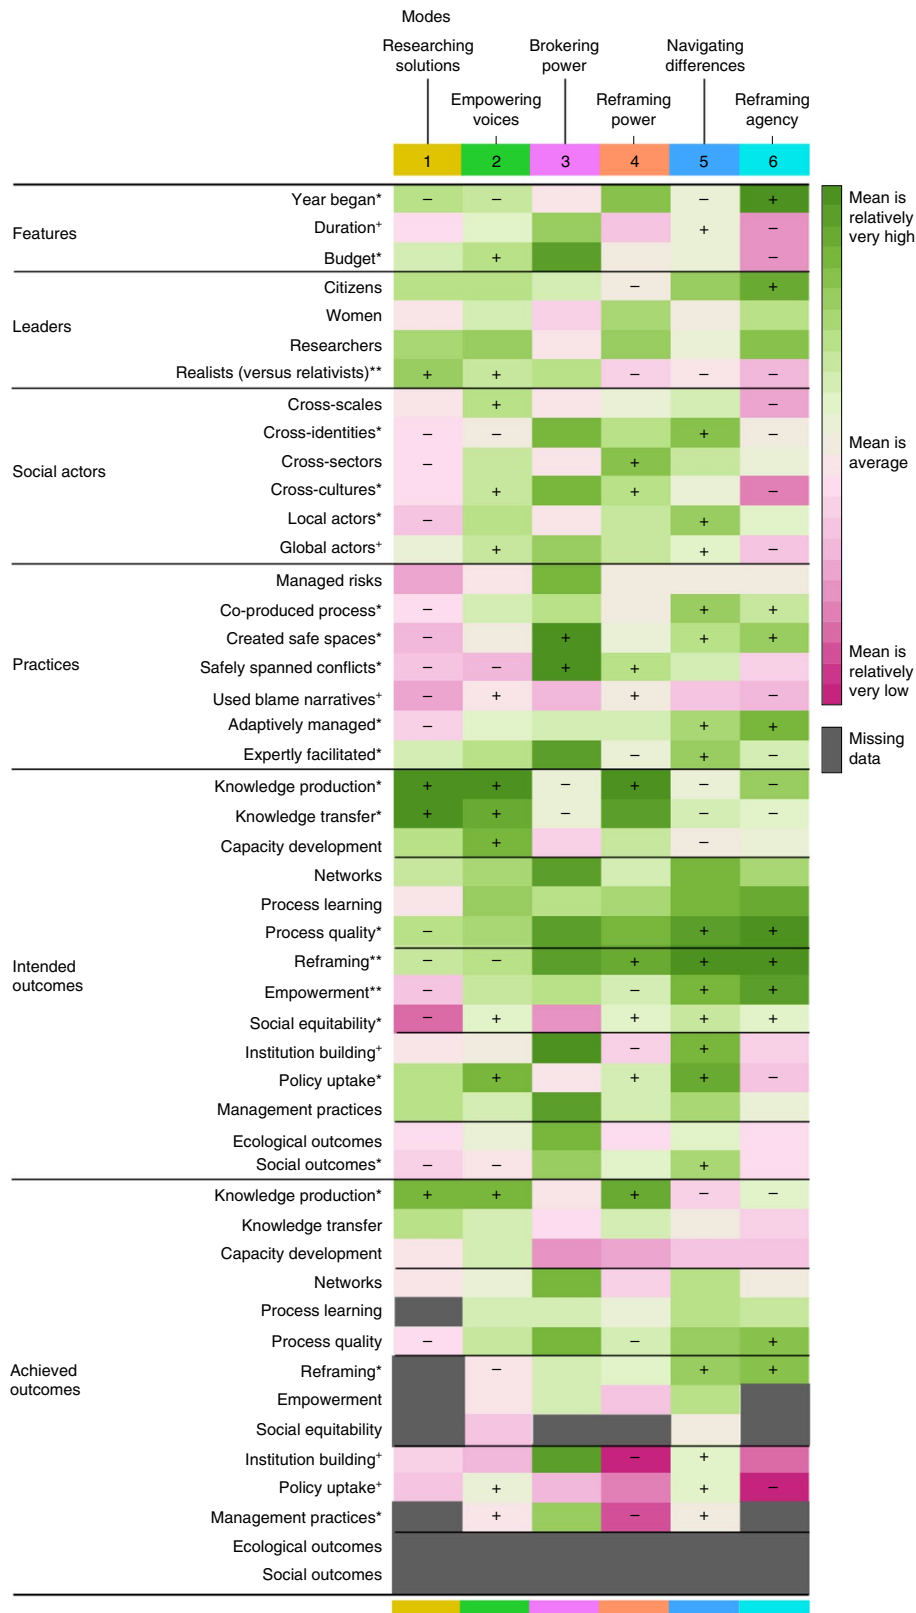 Modes
Researching
solutions
Brokering
power
Navigating
differences
Empowering
voices
Reframing
power
Reframing
agency
1 2 3 4 5 6
Features
Year began* − − − +
Duration⁺ + −
Budget* + −
Leaders
Citizens − +
Women
Researchers
Realists (versus relativists)** + + − − −
Social actors
Cross-scales + −
Cross-identities* − − + −
Cross-sectors − +
Cross-cultures* + + −
Local actors* − +
Global actors⁺ + + −
Practices
Managed risks
Co-produced process* − + +
Created safe spaces* − + + +
Safely spanned conflicts* − − + +
Used blame narratives⁺ − + + −
Adaptively managed* − + +
Expertly facilitated* − + −
Intended
outcomes
Knowledge production* + + − + − −
Knowledge transfer* + + − − −
Capacity development + −
Networks
Process learning
Process quality* − + +
Reframing** − − + + +
Empowerment** − − + +
Social equitability* − + + + +
Institution building⁺ − +
Policy uptake* + + + −
Management practices
Ecological outcomes
Social outcomes* − − +
Achieved
outcomes
Knowledge production* + + + − −
Knowledge transfer
Capacity development
Networks
Process learning
Process quality − − +
Reframing* − + +
Empowerment
Social equitability
Institution building⁺ − +
Policy uptake⁺ + + −
Management practices* + − +
Ecological outcomes
Social outcomes
Mean is
relatively
very high
Mean is
average
Mean is
relatively
very low
Missing
data